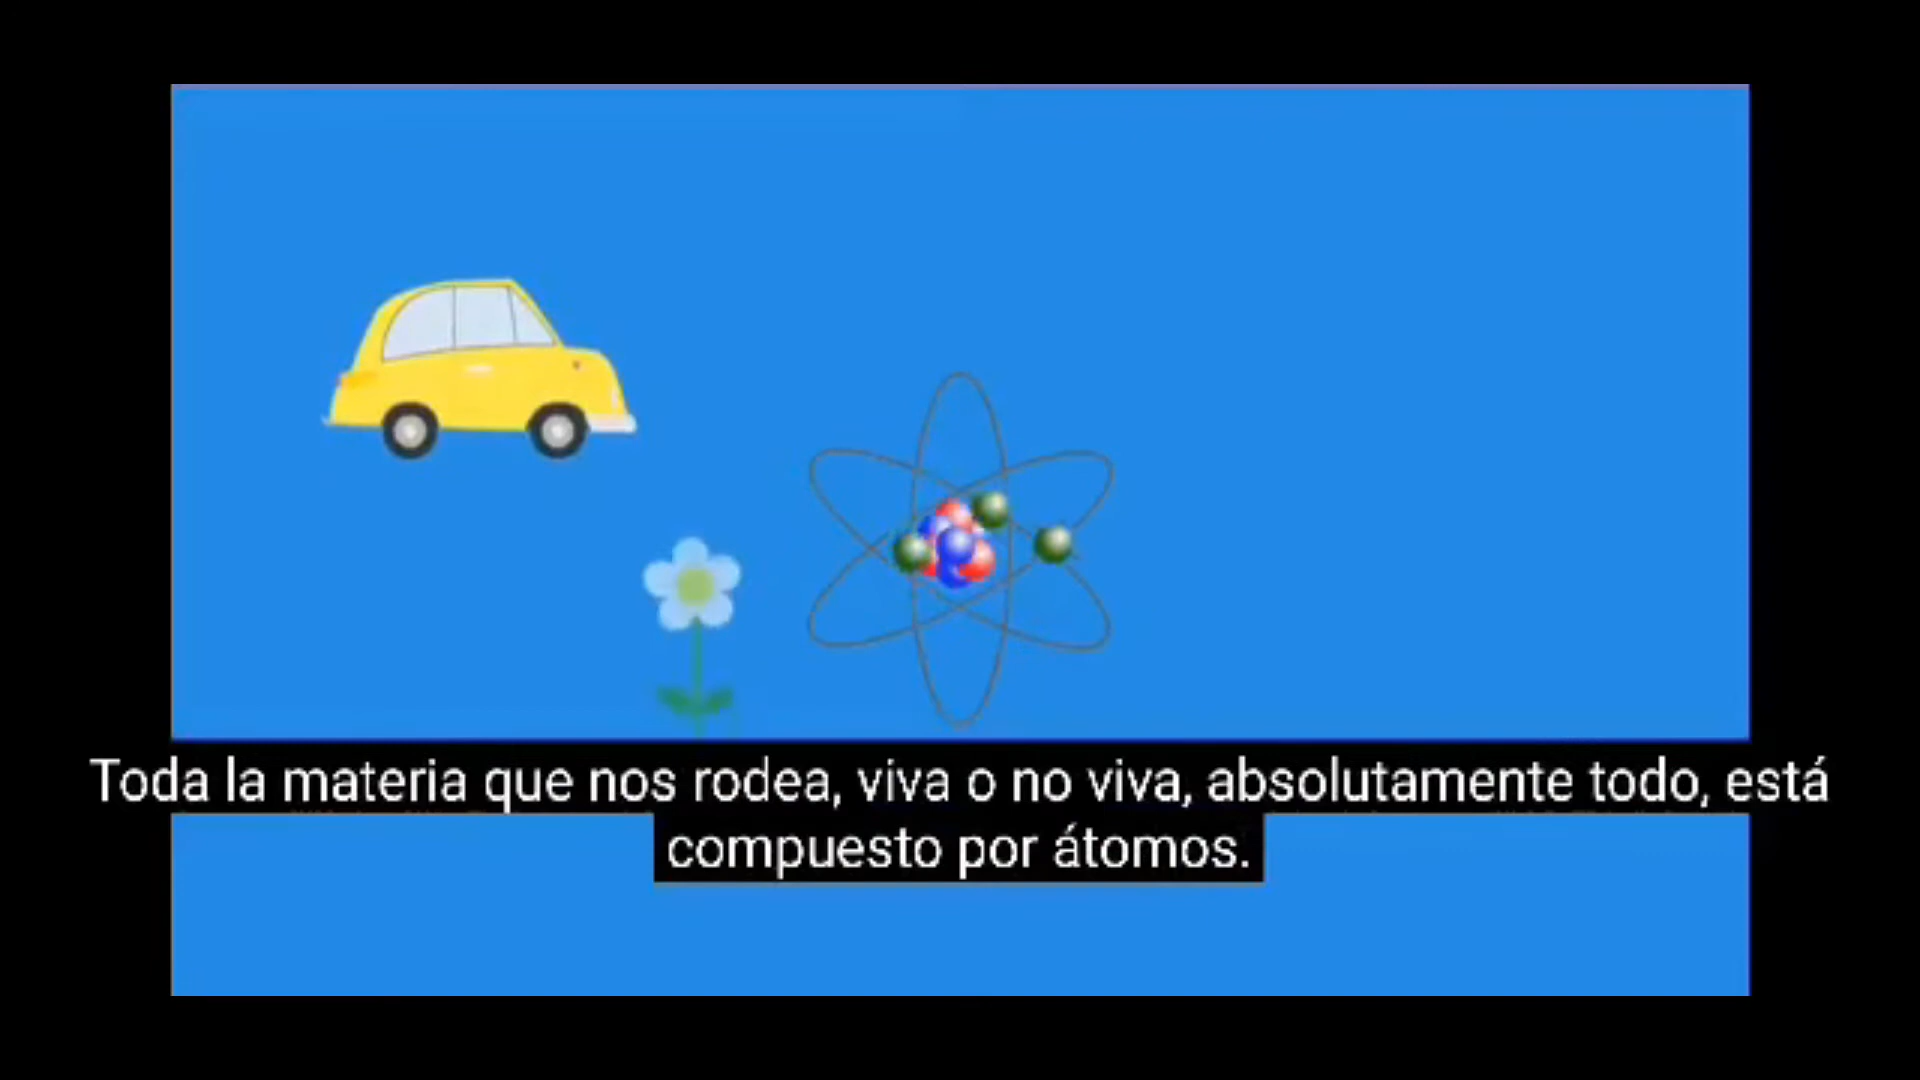 Toda la materia que nos rodea, viva o no viva, absolutamente todo, está
compuesto por átomos.